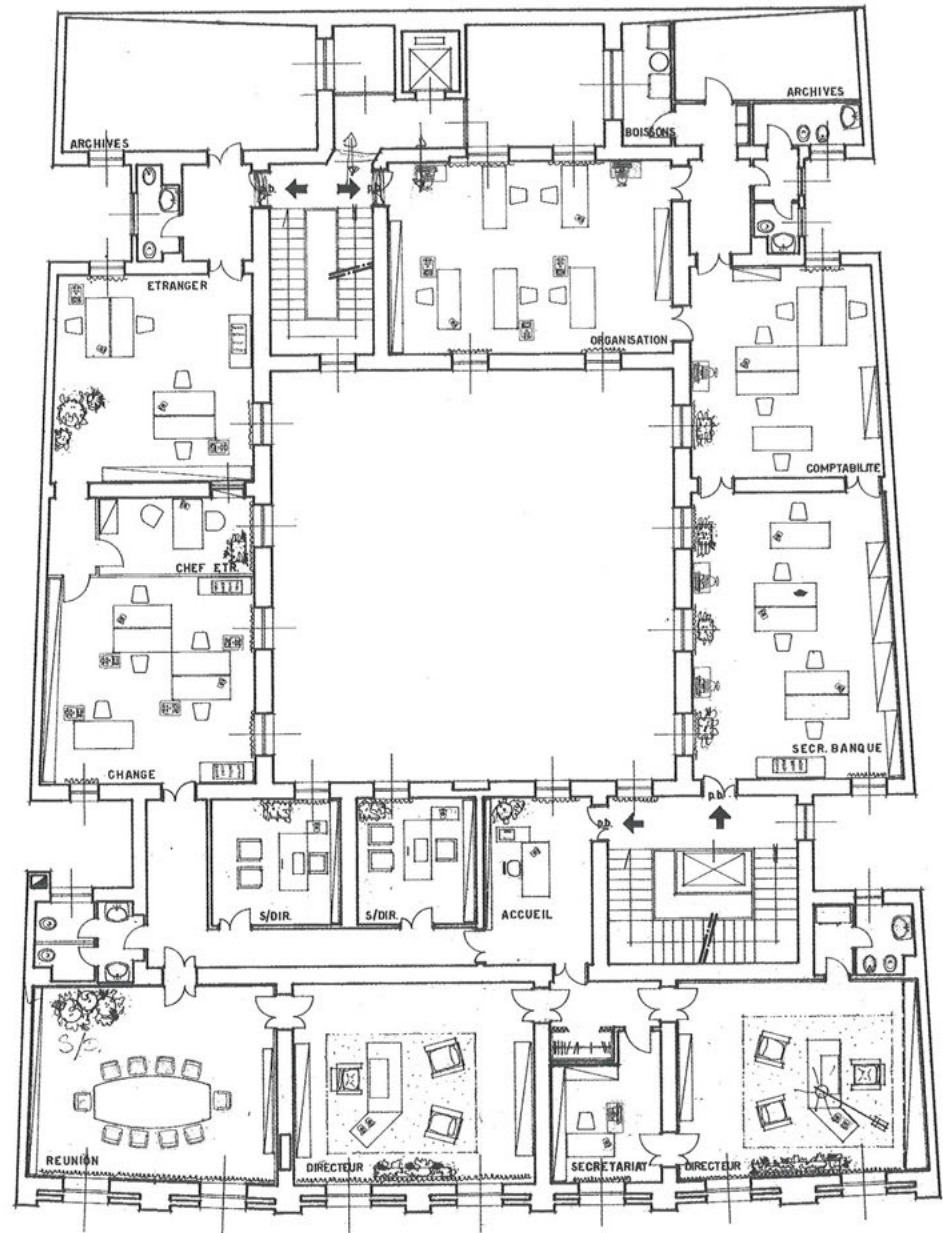 ARCHIVES
BOISSONS
ARCHIVES
p.b.
p.b.
ETRANGER
ORGANISATION
COMPTABILITE
CHEF ETR.
CHANGE
SECR. BANQUE
p.b.
p.b.
S/DIR.
S/DIR.
ACCUEIL
S/D.
REUNION
DIRECTEUR
SECRETARIAT
DIRECTEUR